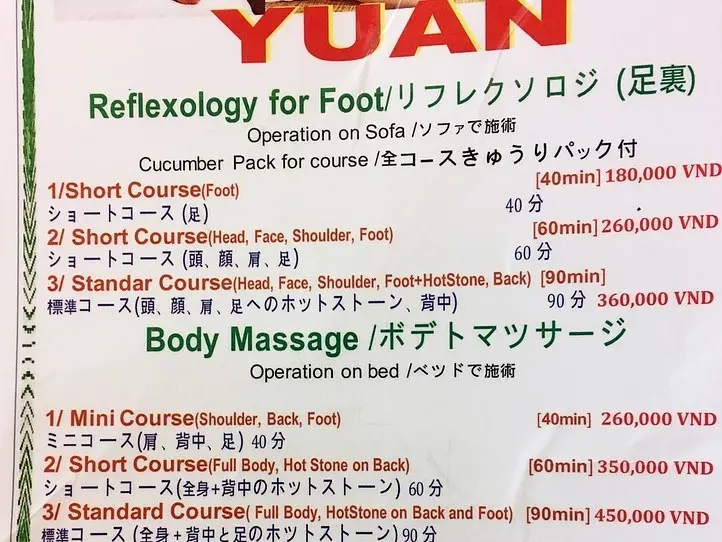 YUAN
Reflexology for Foot/リフレクソロジ (足裏)
Operation on Sofa /ソファで施術
Cucumber Pack for course /全コースきゅうりパック付
1/Short Course(Foot) [40min] 180,000 VND
ショートコース (足) 40 分
2/ Short Course(Head, Face, Shoulder, Foot) [60min] 260,000 VND
ショートコース (頭、顔、肩、足) 60 分
3/ Standar Course(Head, Face, Shoulder, Foot+HotStone, Back) [90min]
標準コース(頭、顔、肩、足へのホットストーン、背中) 90 分 360,000 VND
Body Massage /ボデトマツサージ
Operation on bed /ベツドで施術
1/ Mini Course(Shoulder, Back, Foot) [40min] 260,000 VND
ミニコース(肩、背中、足) 40 分
2/ Short Course(Full Body, Hot Stone on Back) [60min] 350,000 VND
ショートコース(全身+背中のホットストーン) 60 分
3/ Standard Course( Full Body, HotStone on Back and Foot) [90min] 450,000 VND
標準コース (全身+背中と足のホツトストーン) 90 分